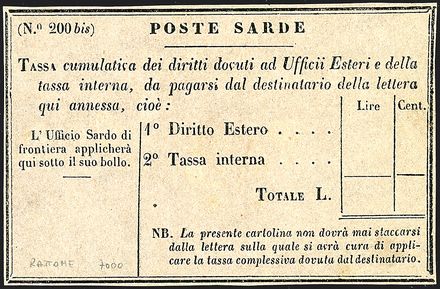 (N.º 200 bis)
POSTE SARDE
TASSA cumulativa dei diritti dovuti ad Ufficii Esteri e della
tassa interna, da pagarsi dal destinatario della lettera
qui annessa, cioè:
Lire Cent.
L' Ufficio Sardo di
frontiera applicherà
qui sotto il suo bollo.
1º Diritto Estero . . . .
2º Tassa interna . . . .
TOTALE L.
NB. La presente cartolina non dovrà mai staccarsi
dalla lettera sulla quale si avrà cura di appli-
care la tassa complessiva dovuta dal destinatario.
7000